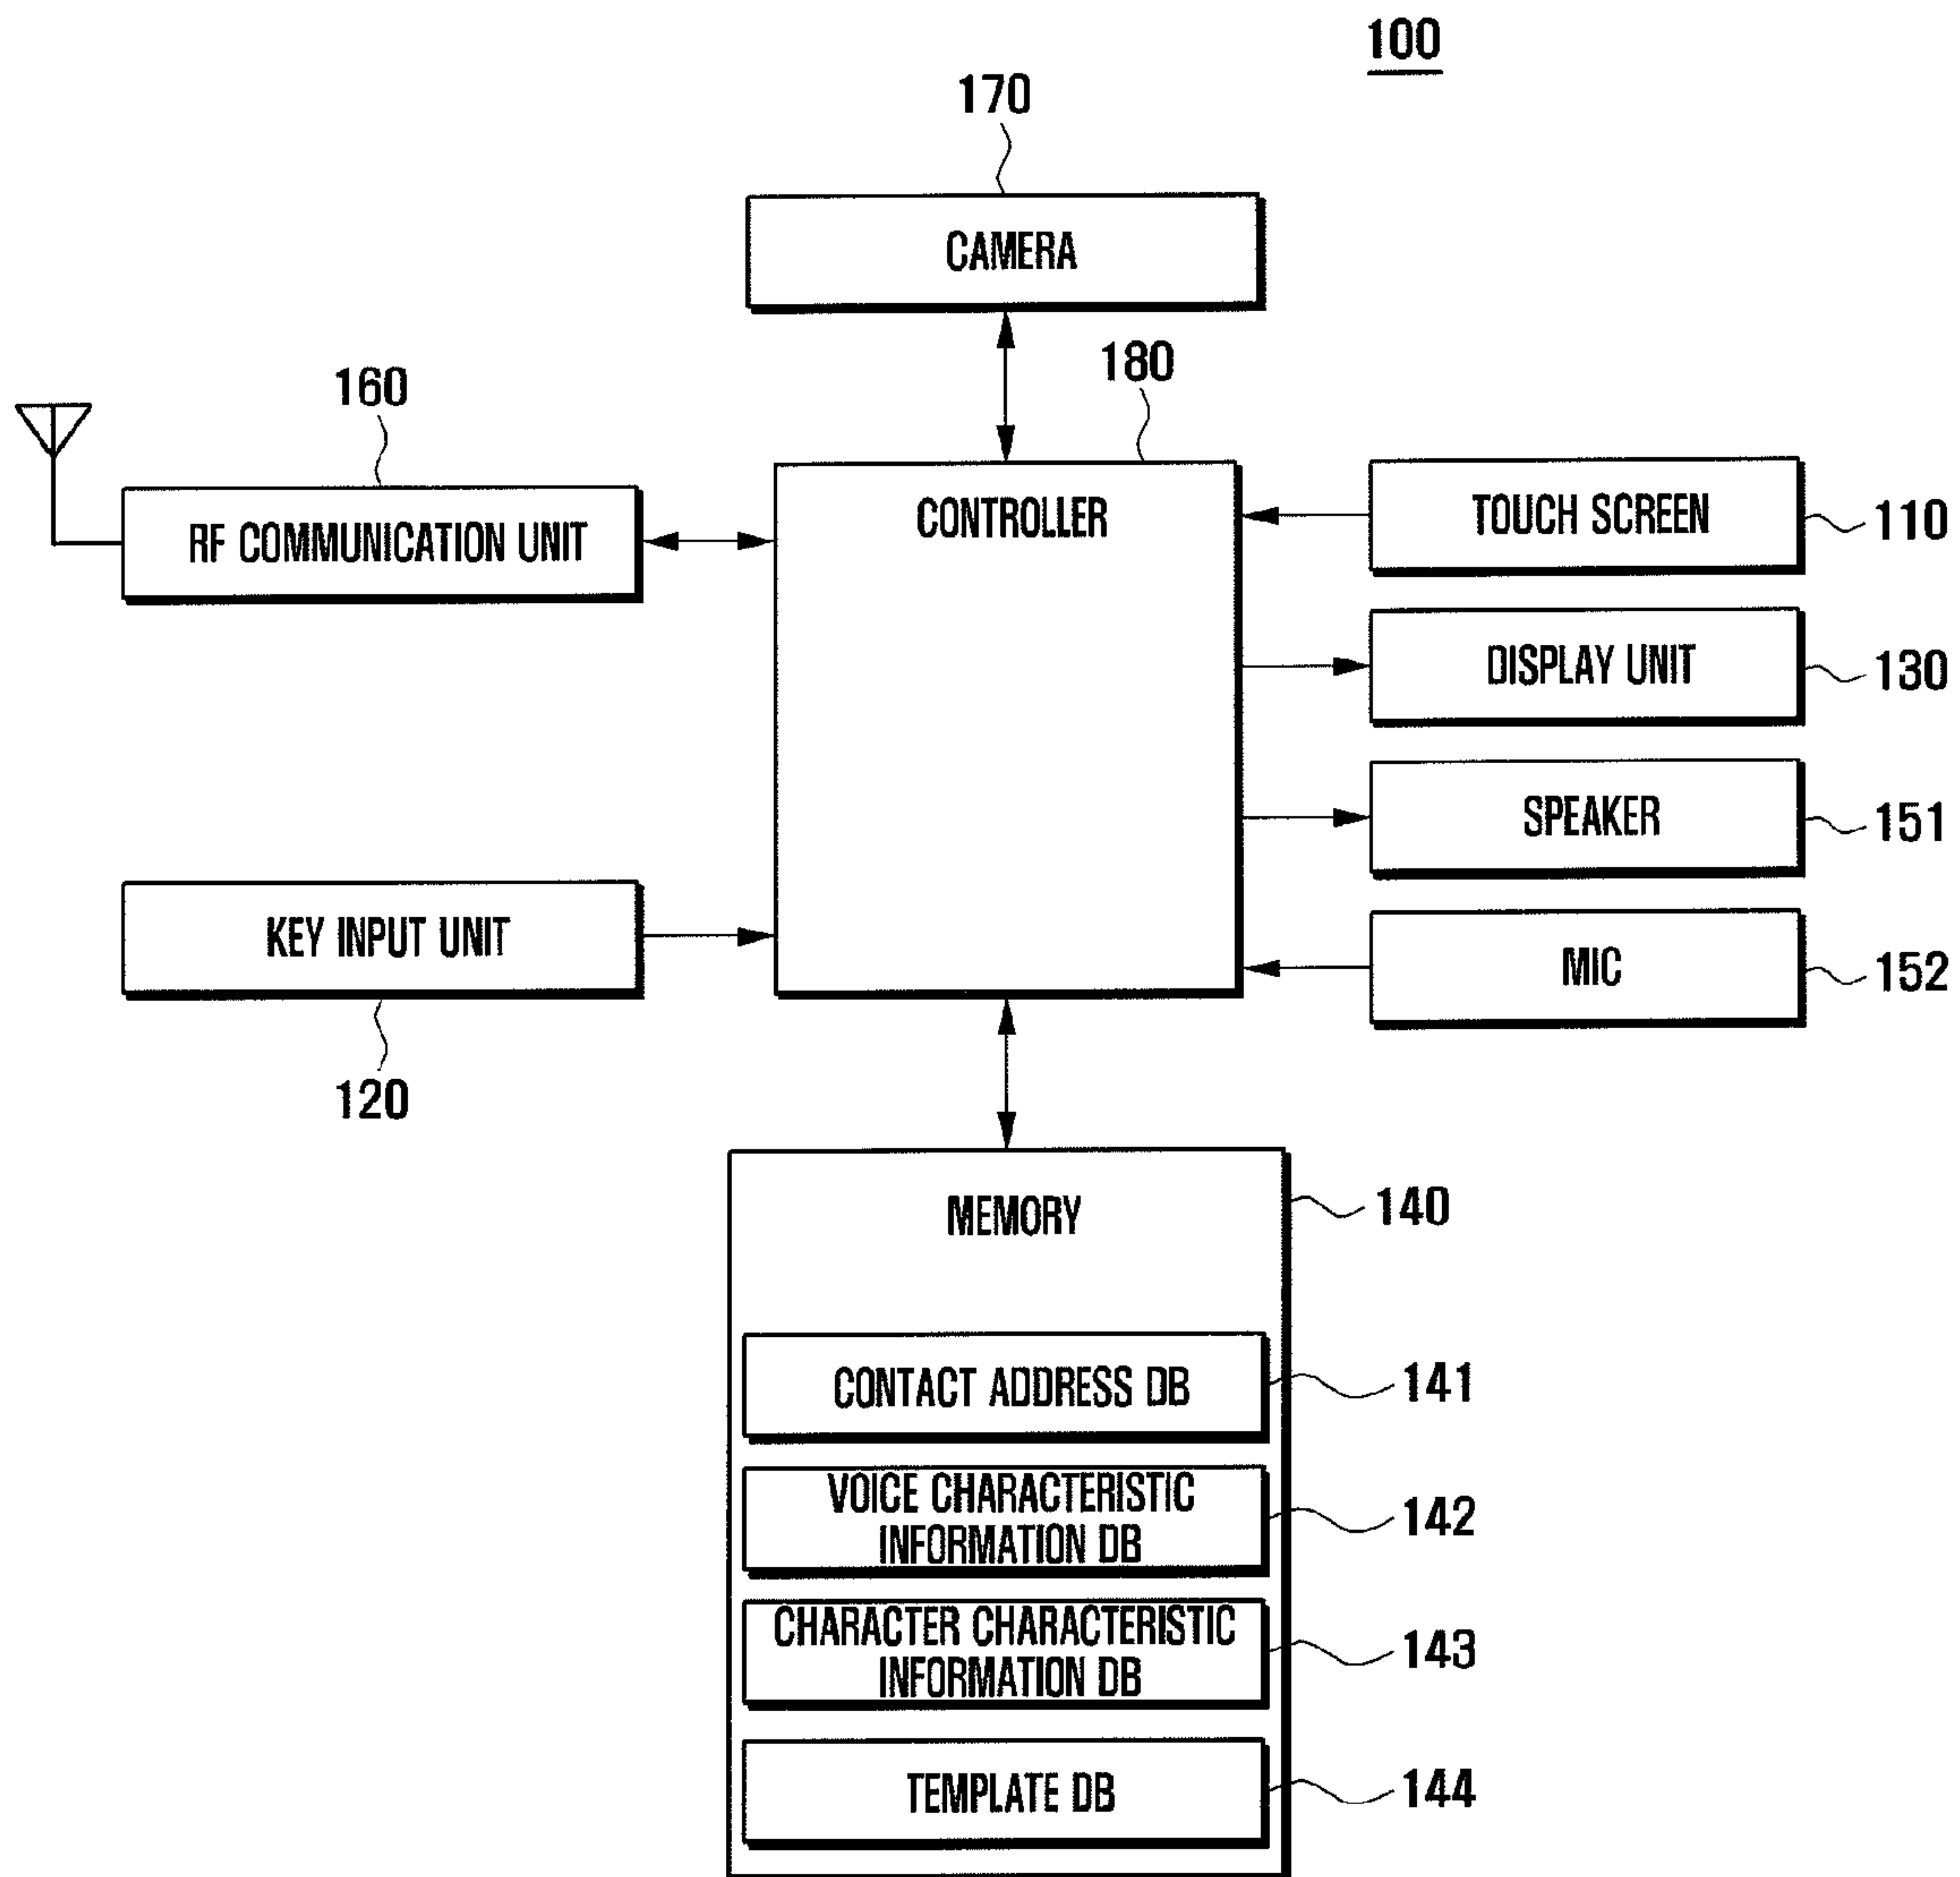 100
170
CAMERA
180
160
CONTROLLER
TOUCH SCREEN
110
RF COMMUNICATION UNIT
DISPLAY UNIT
130
SPEAKER
151
KEY INPUT UNIT
MIC
152
120
MEMORY
140
CONTACT ADDRESS DB
141
VOICE CHARACTERISTIC
INFORMATION DB
142
CHARACTER CHARACTERISTIC
INFORMATION DB
143
TEMPLATE DB
144